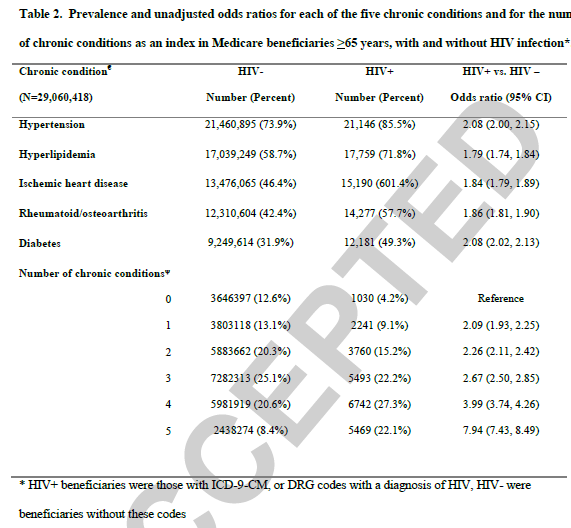 Table 2.  Prevalence and unadjusted odds ratios for each of the five chronic conditions and for the num
of chronic conditions as an index in Medicare beneficiaries ≥65 years, with and without HIV infection*
Chronic condition€ HIV- HIV+ HIV+ vs. HIV –
(N=29,060,418) Number (Percent) Number (Percent) Odds ratio (95% CI)
Hypertension 21,460,895 (73.9%) 21,146 (85.5%) 2.08 (2.00, 2.15)
Hyperlipidemia 17,039,249 (58.7%) 17,759 (71.8%) 1.79 (1.74, 1.84)
Ischemic heart disease 13,476,065 (46.4%) 15,190 (601.4%) 1.84 (1.79, 1.89)
Rheumatoid/osteoarthritis 12,310,604 (42.4%) 14,277 (57.7%) 1.86 (1.81, 1.90)
Diabetes 9,249,614 (31.9%) 12,181 (49.3%) 2.08 (2.02, 2.13)
Number of chronic conditions¥
0 3646397 (12.6%) 1030 (4.2%) Reference
1 3803118 (13.1%) 2241 (9.1%) 2.09 (1.93, 2.25)
2 5883662 (20.3%) 3760 (15.2%) 2.26 (2.11, 2.42)
3 7282313 (25.1%) 5493 (22.2%) 2.67 (2.50, 2.85)
4 5981919 (20.6%) 6742 (27.3%) 3.99 (3.74, 4.26)
5 2438274 (8.4%) 5469 (22.1%) 7.94 (7.43, 8.49)
* HIV+ beneficiaries were those with ICD-9-CM, or DRG codes with a diagnosis of HIV, HIV- were
beneficiaries without these codes
CCEPTED